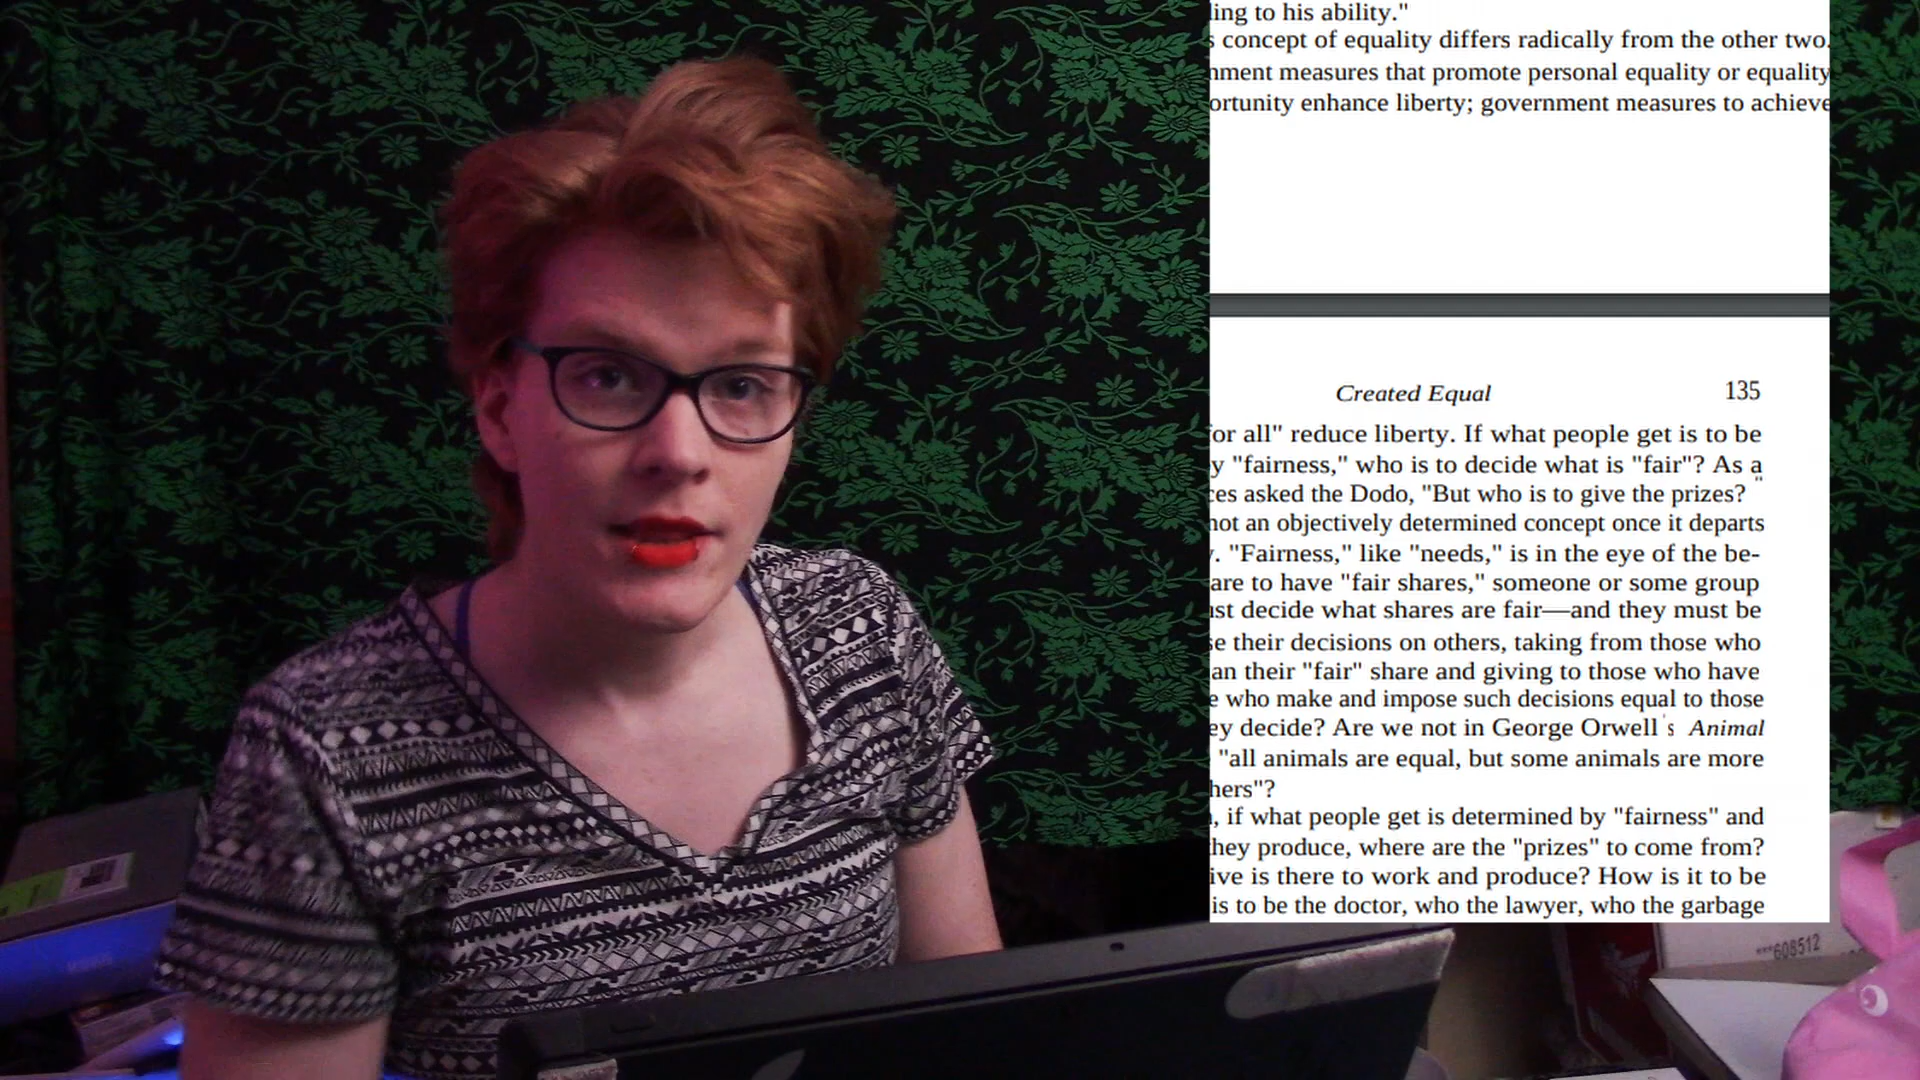 ling to his ability."
s concept of equality differs radically from the other two.
nment measures that promote personal equality or equality
ortunity enhance liberty; government measures to achieve
Created Equal 135
for all" reduce liberty. If what people get is to be
y "fairness," who is to decide what is "fair"? As a
ces asked the Dodo, "But who is to give the prizes? "
not an objectively determined concept once it departs
y. "Fairness," like "needs," is in the eye of the be-
are to have "fair shares," someone or some group
ust decide what shares are fair—and they must be
se their decisions on others, taking from those who
an their "fair" share and giving to those who have
e who make and impose such decisions equal to those
ey decide? Are we not in George Orwell's Animal
"all animals are equal, but some animals are more
hers"?
, if what people get is determined by "fairness" and
they produce, where are the "prizes" to come from?
ive is there to work and produce? How is it to be
is to be the doctor, who the lawyer, who the garbage
***608512